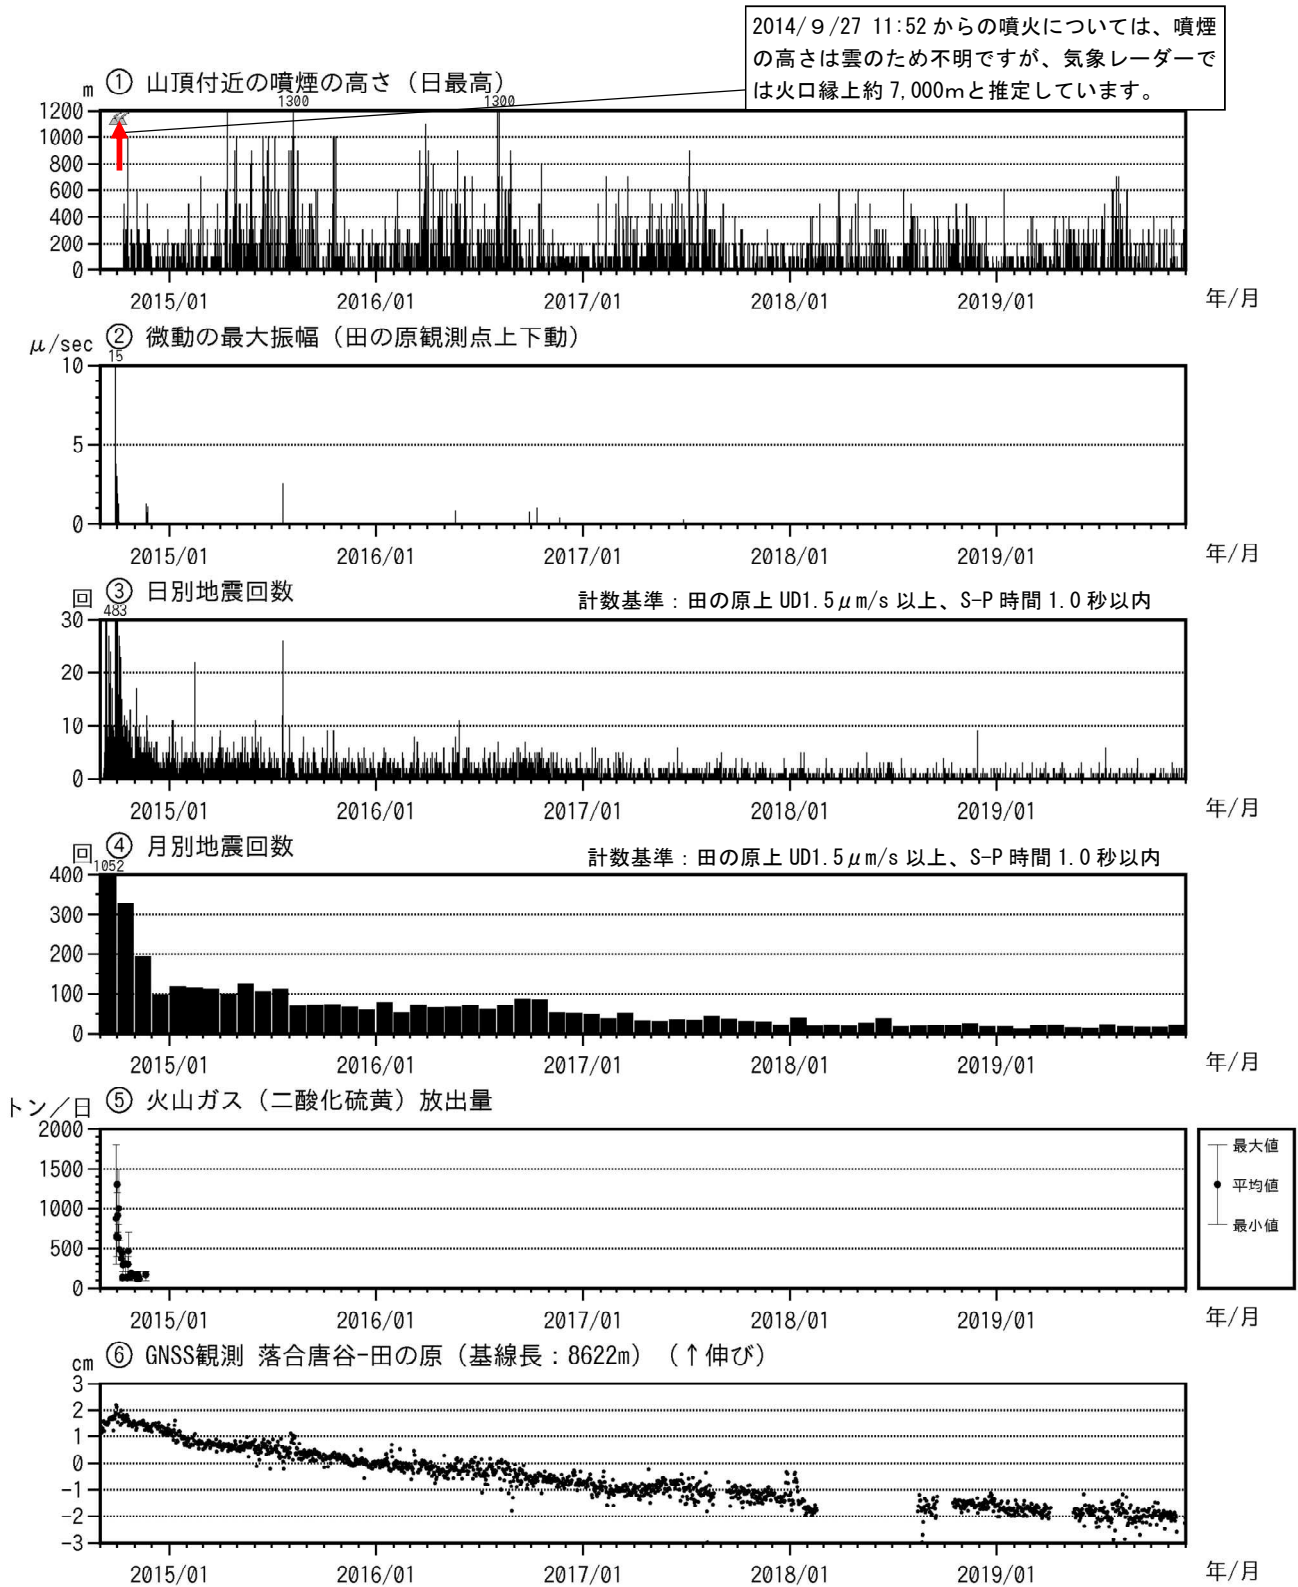 2014/９/27 11:52 からの噴火については、噴煙
の高さは雲のため不明ですが、気象レーダーで
は火口縁上約 7,000ｍと推定しています。
① 山頂付近の噴煙の高さ（日最高）
m
1300
1300
1200
1000
800
600
400
200
0
2015/01
2016/01
2017/01
2018/01
2019/01
年/月
② 微動の最大振幅（田の原観測点上下動）
μ/sec
15
10
5
0
2015/01
2016/01
2017/01
2018/01
2019/01
年/月
③ 日別地震回数
回
計数基準：田の原上 UD1.5μm/s 以上、S-P 時間 1.0 秒以内
483
30
20
10
0
2015/01
2016/01
2017/01
2018/01
2019/01
年/月
④ 月別地震回数
回
計数基準：田の原上 UD1.5μm/s 以上、S-P 時間 1.0 秒以内
1052
400
300
200
100
0
2015/01
2016/01
2017/01
2018/01
2019/01
年/月
⑤ 火山ガス（二酸化硫黄）放出量
トン／日
2000
1500
1000
500
0
最大値
平均値
最小値
2015/01
2016/01
2017/01
2018/01
2019/01
年/月
⑥ GNSS観測 落合唐谷-田の原（基線長：8622m）（↑伸び）
cm
3
2
1
0
-1
-2
-3
2015/01
2016/01
2017/01
2018/01
2019/01
年/月